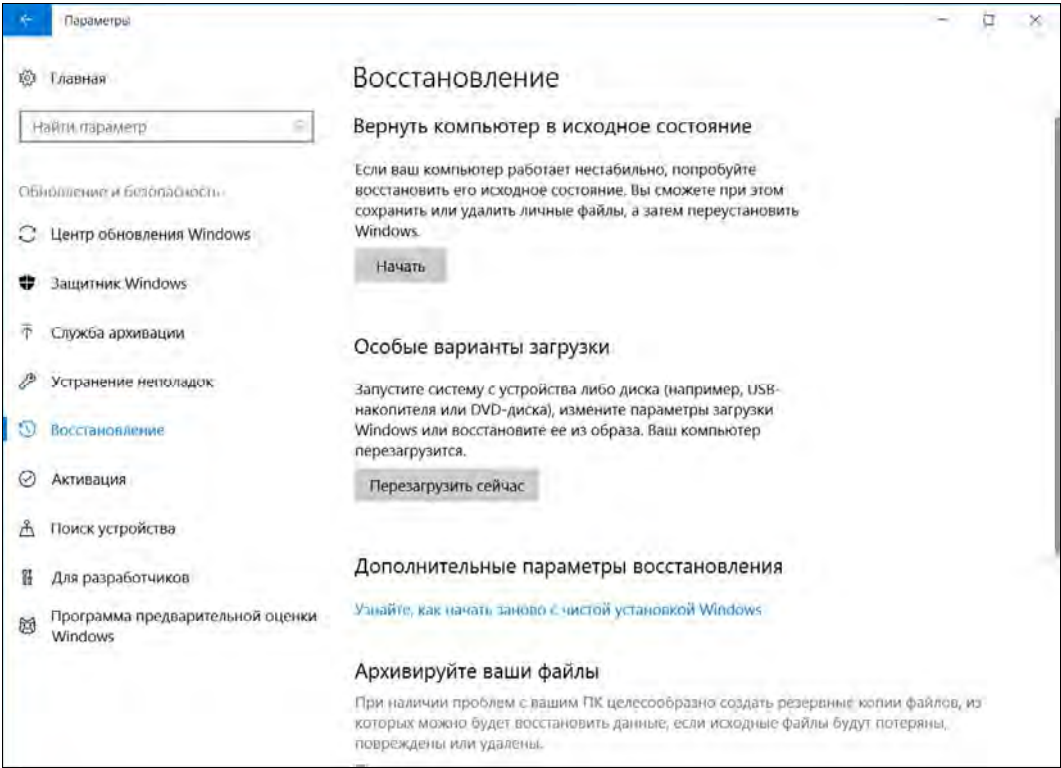 Параметры
Главная
Найти параметр
Обновление и безопасность
Центр обновления Windows
Защитник Windows
Служба архивации
Устранение неполадок
Восстановление
Активация
Поиск устройства
Для разработчиков
Программа предварительной оценки
Windows
Восстановление
Вернуть компьютер в исходное состояние
Если ваш компьютер работает нестабильно, попробуйте
восстановить его исходное состояние. Вы сможете при этом
сохранить или удалить личные файлы, а затем переустановить
Windows.
Начать
Особые варианты загрузки
Запустите систему с устройства либо диска (например, USB-
накопителя или DVD-диска), измените параметры загрузки
Windows или восстановите ее из образа. Ваш компьютер
перезагрузится.
Перезагрузить сейчас
Дополнительные параметры восстановления
Узнайте, как начать заново с чистой установкой Windows
Архивируйте ваши файлы
При наличии проблем с вашим ПК целесообразно создать резервные копии файлов, из
которых можно будет восстановить данные, если исходные файлы будут потеряны,
повреждены или удалены.